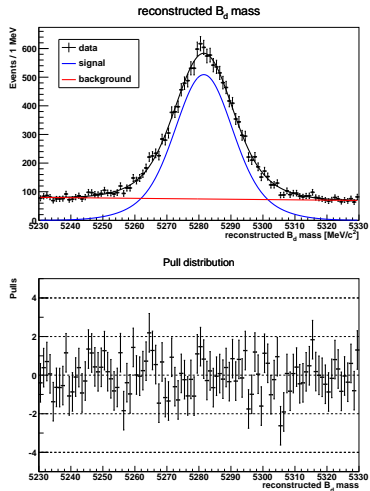 reconstructed B_d mass
Events / 1 MeV
600
500
400
300
200
100
0
data
signal
background
5230 5240 5250 5260 5270 5280 5290 5300 5310 5320 5330
reconstructed B_d mass [MeV/c²]
Pull distribution
Pulls
4
2
0
-2
-4
5230 5240 5250 5260 5270 5280 5290 5300 5310 5320 5330
reconstructed B_d mass